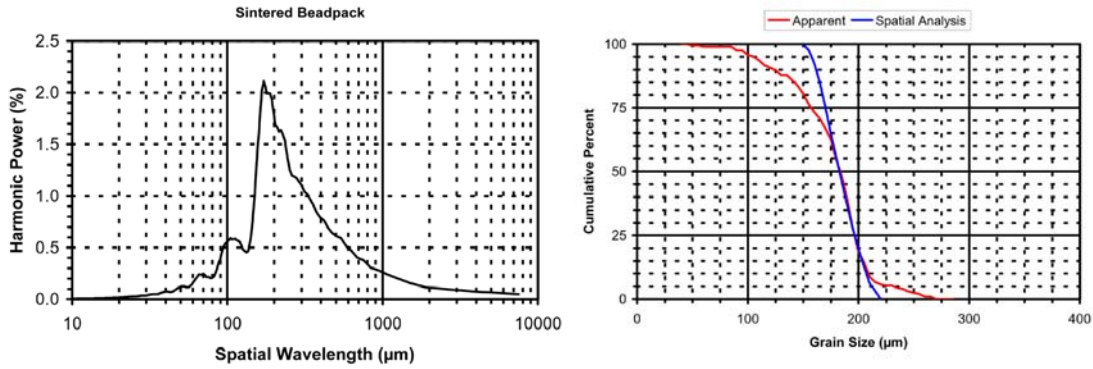 Sintered Beadpack
Harmonic Power (%)
2.5
2.0
1.5
1.0
0.5
0.0
10 100 1000 10000
Spatial Wavelength (µm)
Apparent Spatial Analysis
Cumulative Percent
100
75
50
25
0
0 100 200 300 400
Grain Size (µm)